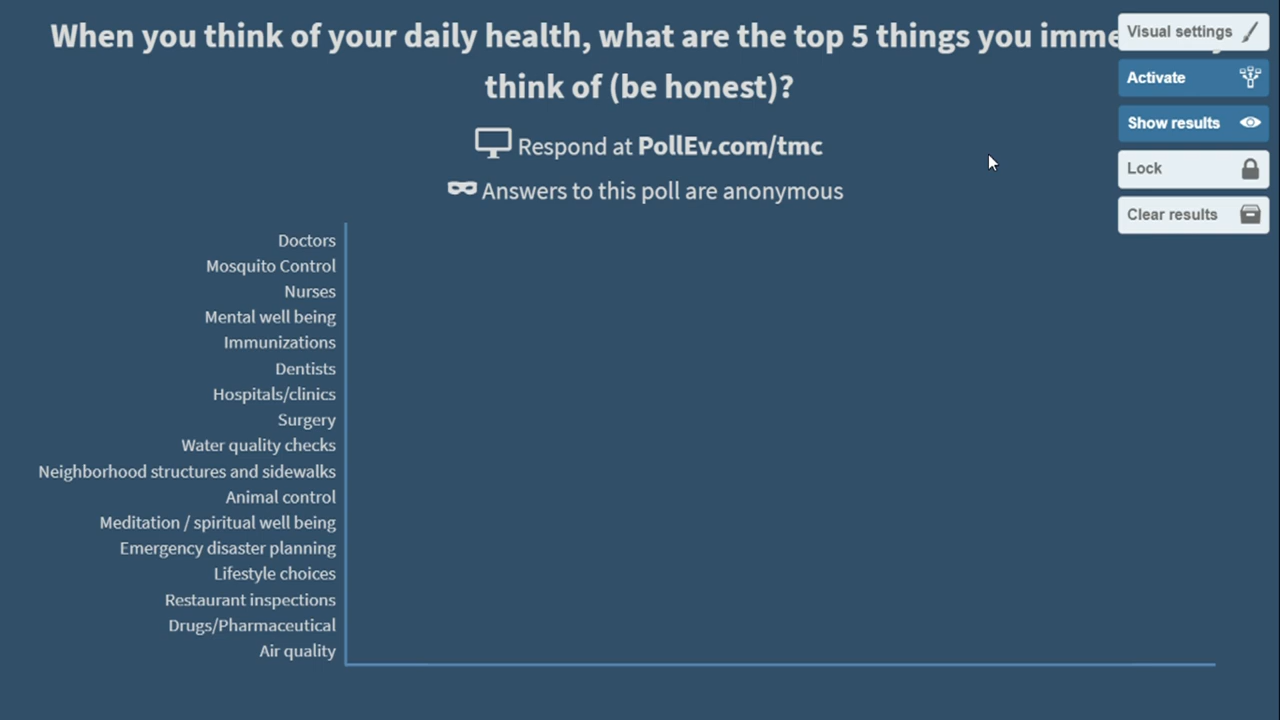 When you think of your daily health, what are the top 5 things you
think of (be honest)?
Respond at PollEv.com/tmc
Answers to this poll are anonymous
Visual settings
Activate
Show results
Lock
Clear results
Doctors
Mosquito Control
Nurses
Mental well being
Immunizations
Dentists
Hospitals/clinics
Surgery
Water quality checks
Neighborhood structures and sidewalks
Animal control
Meditation / spiritual well being
Emergency disaster planning
Lifestyle choices
Restaurant inspections
Drugs/Pharmaceutical
Air quality